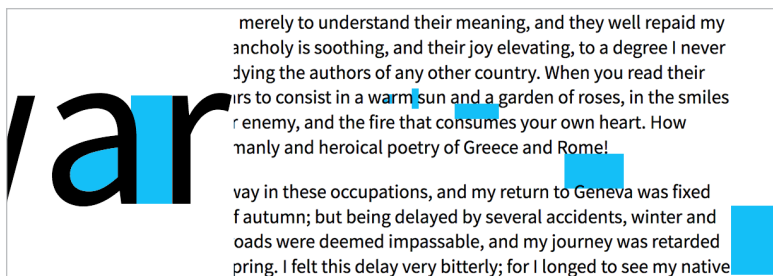 ar
merely to understand their meaning, and they well repaid my
ancholy is soothing, and their joy elevating, to a degree I never
dying the authors of any other country. When you read their
rs to consist in a warm sun and a garden of roses, in the smiles
r enemy, and the fire that consumes your own heart. How
manly and heroical poetry of Greece and Rome!
way in these occupations, and my return to Geneva was fixed
f autumn; but being delayed by several accidents, winter and
oads were deemed impassable, and my journey was retarded
pring. I felt this delay very bitterly; for I longed to see my native